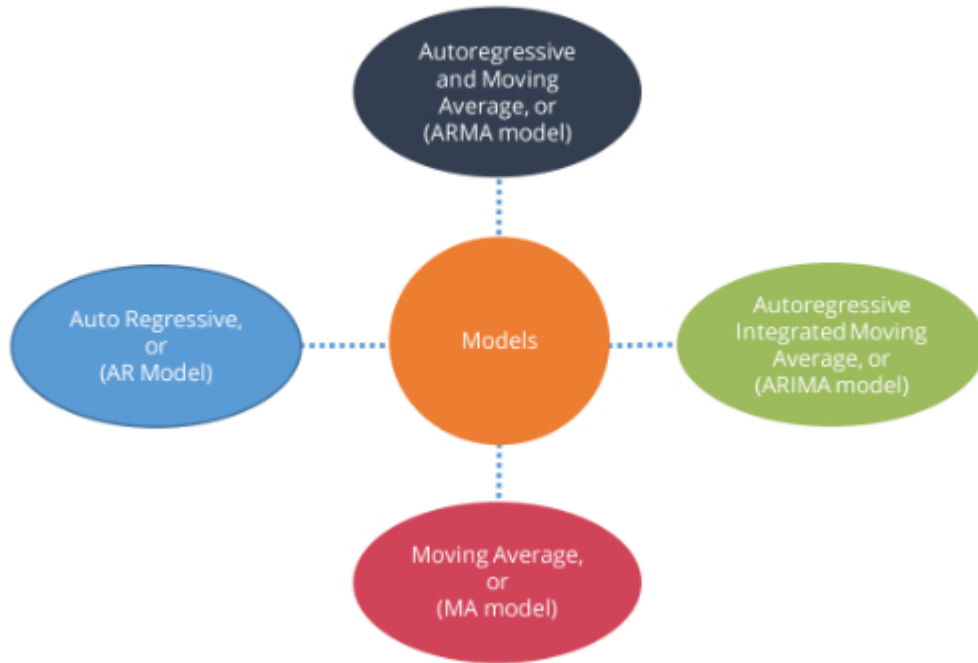 Autoregressive
and Moving
Average, or
(ARMA model)
Auto Regressive,
or
(AR Model)
Models
Autoregressive
Integrated Moving
Average, or
(ARIMA model)
Moving Average,
or
(MA model)